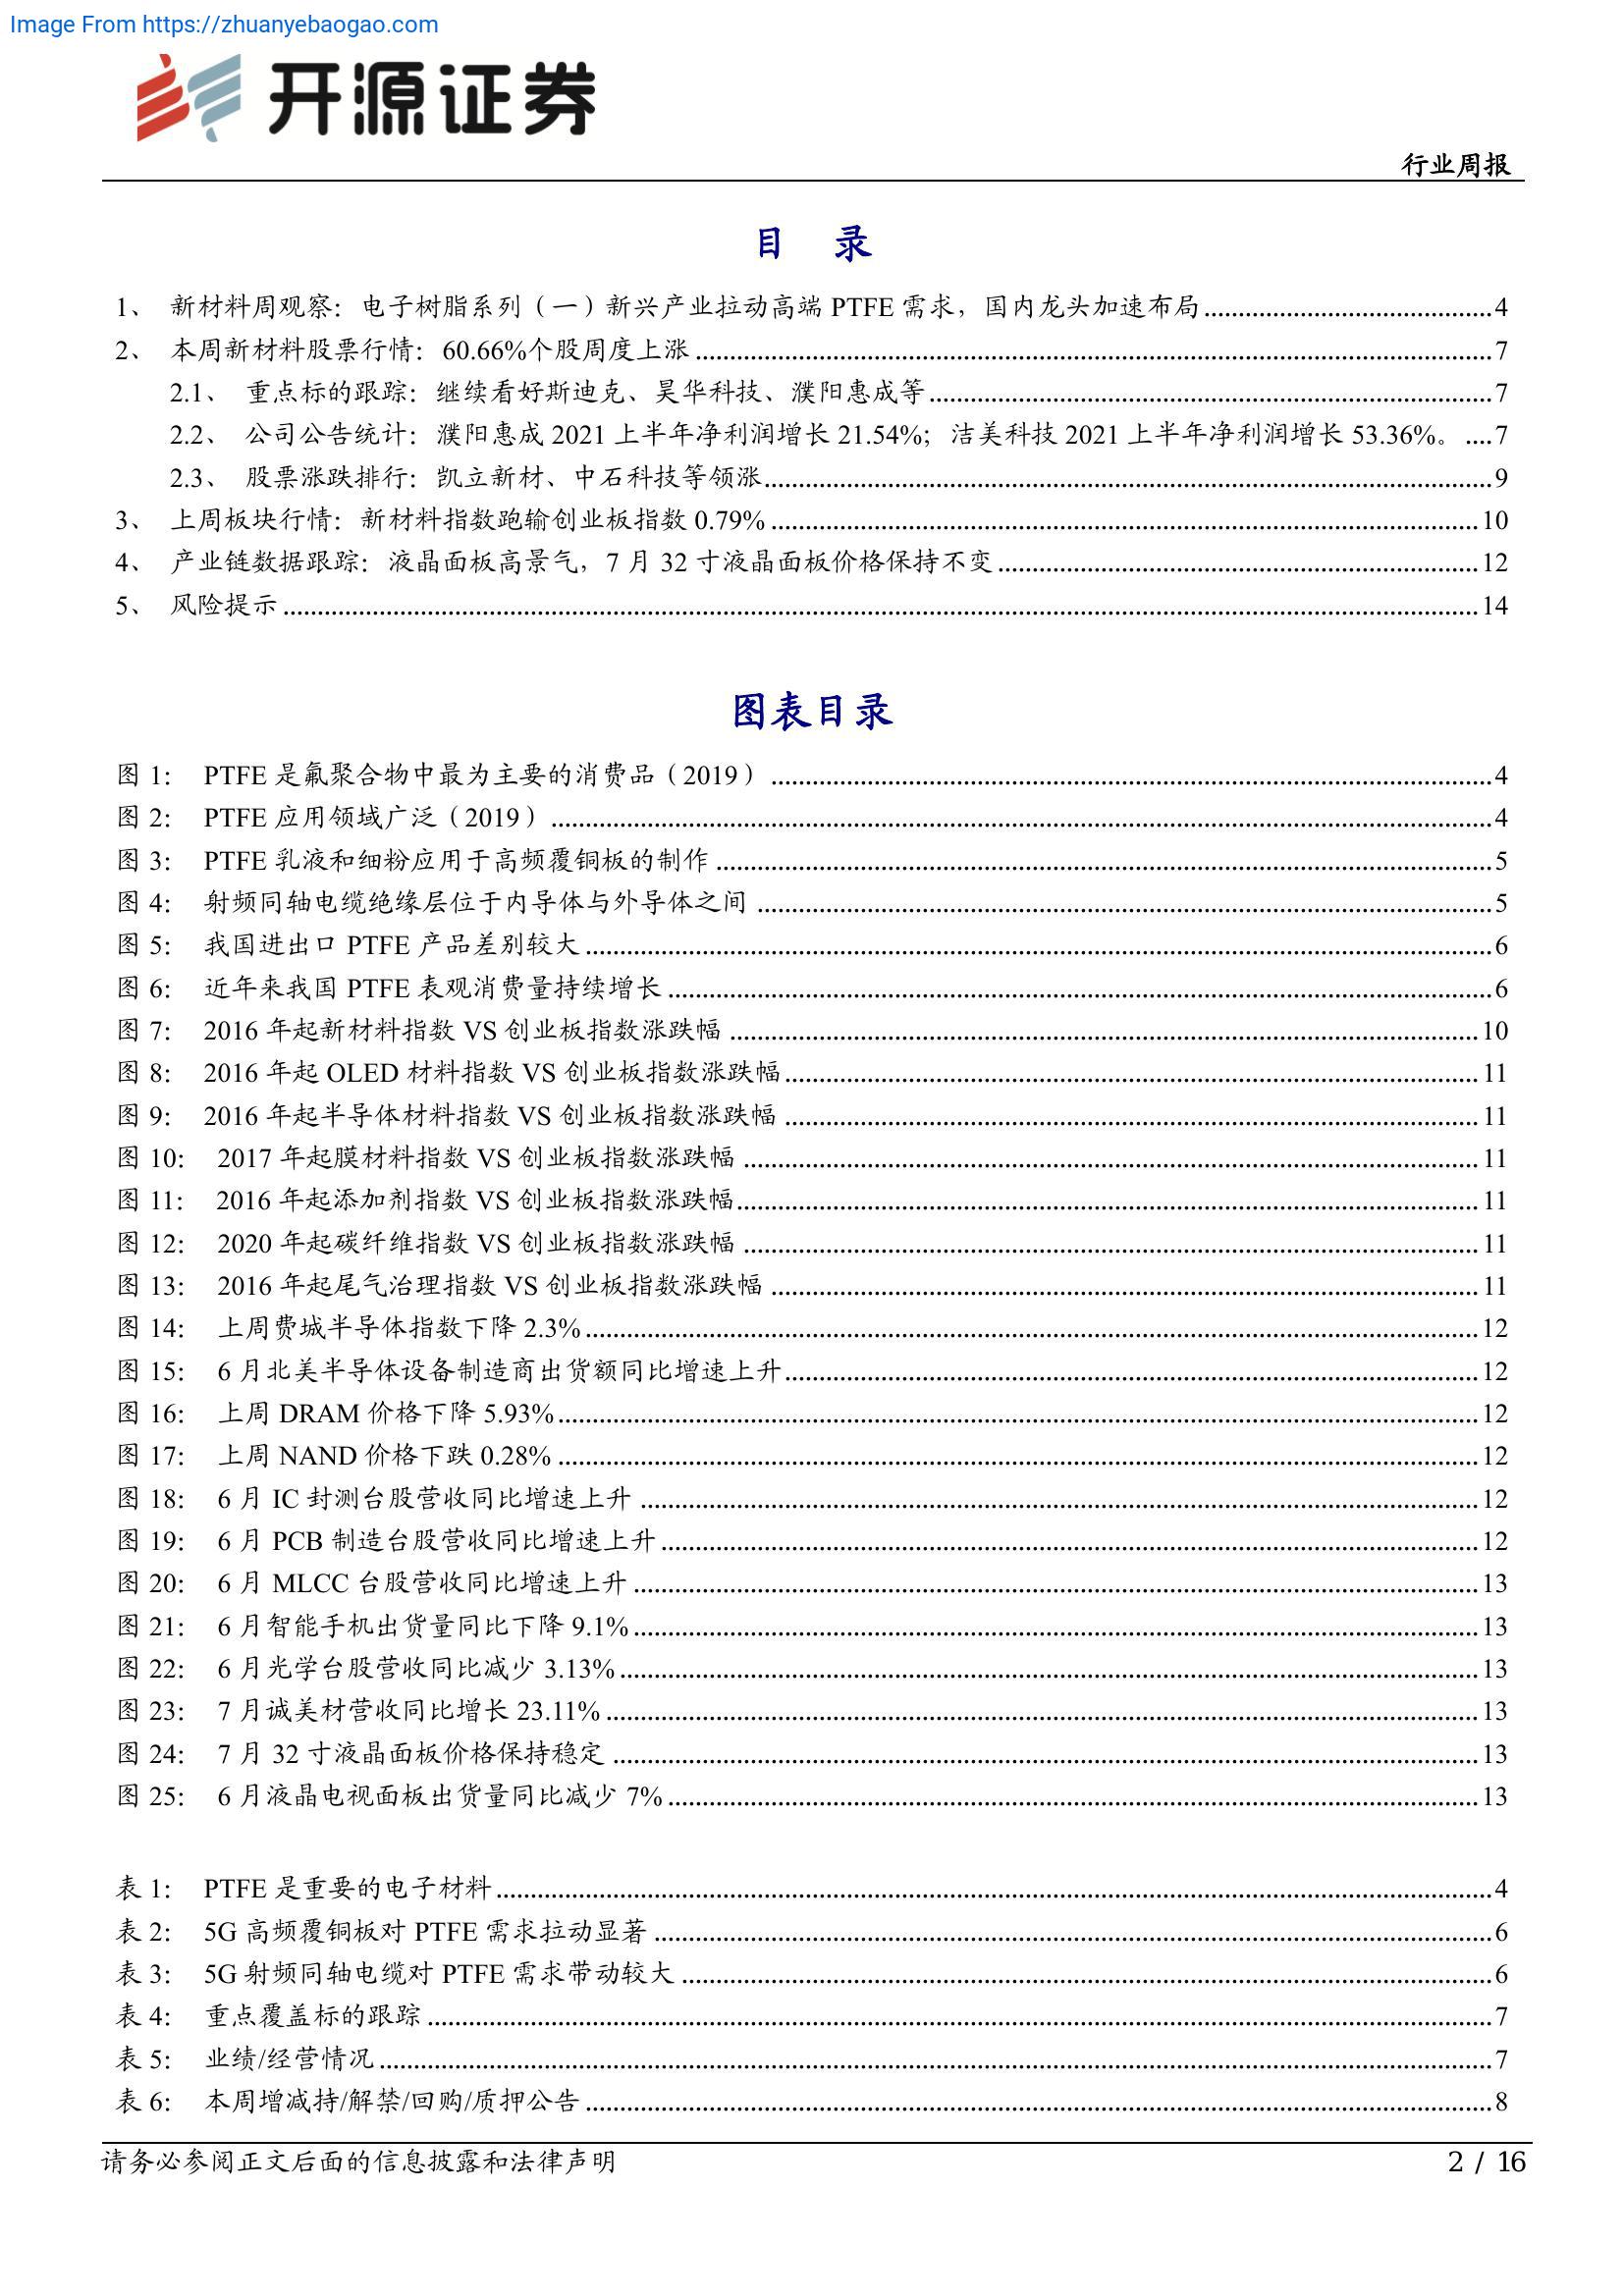 Image From https://zhuanyebaogao.com
开源证券
行业周报
目 录
1、 新材料周观察：电子树脂系列（一）新兴产业拉动高端 PTFE 需求，国内龙头加速布局 4
2、 本周新材料股票行情：60.66%个股周度上涨 7
2.1、 重点标的跟踪：继续看好斯迪克、昊华科技、濮阳惠成等 7
2.2、 公司公告统计：濮阳惠成 2021 上半年净利润增长 21.54%；洁美科技 2021 上半年净利润增长 53.36%。 7
2.3、 股票涨跌排行：凯立新材、中石科技等领涨 9
3、 上周板块行情：新材料指数跑输创业板指数 0.79% 10
4、 产业链数据跟踪：液晶面板高景气，7 月 32 寸液晶面板价格保持不变 12
5、 风险提示 14
图表目录
图 1： PTFE 是氟聚合物中最为主要的消费品（2019） 4
图 2： PTFE 应用领域广泛（2019） 4
图 3： PTFE 乳液和细粉应用于高频覆铜板的制作 5
图 4： 射频同轴电缆绝缘层位于内导体与外导体之间 5
图 5： 我国进出口 PTFE 产品差别较大 6
图 6： 近年来我国 PTFE 表观消费量持续增长 6
图 7： 2016 年起新材料指数 VS 创业板指数涨跌幅 10
图 8： 2016 年起 OLED 材料指数 VS 创业板指数涨跌幅 11
图 9： 2016 年起半导体材料指数 VS 创业板指数涨跌幅 11
图 10： 2017 年起膜材料指数 VS 创业板指数涨跌幅 11
图 11： 2016 年起添加剂指数 VS 创业板指数涨跌幅 11
图 12： 2020 年起碳纤维指数 VS 创业板指数涨跌幅 11
图 13： 2016 年起尾气治理指数 VS 创业板指数涨跌幅 11
图 14： 上周费城半导体指数下降 2.3% 12
图 15： 6 月北美半导体设备制造商出货额同比增速上升 12
图 16： 上周 DRAM 价格下降 5.93% 12
图 17： 上周 NAND 价格下跌 0.28% 12
图 18： 6 月 IC 封测台股营收同比增速上升 12
图 19： 6 月 PCB 制造台股营收同比增速上升 12
图 20： 6 月 MLCC 台股营收同比增速上升 13
图 21： 6 月智能手机出货量同比下降 9.1% 13
图 22： 6 月光学台股营收同比减少 3.13% 13
图 23： 7 月诚美材营收同比增长 23.11% 13
图 24： 7 月 32 寸液晶面板价格保持稳定 13
图 25： 6 月液晶电视面板出货量同比减少 7% 13
表 1： PTFE 是重要的电子材料 4
表 2： 5G 高频覆铜板对 PTFE 需求拉动显著 6
表 3： 5G 射频同轴电缆对 PTFE 需求带动较大 6
表 4： 重点覆盖标的跟踪 7
表 5： 业绩/经营情况 7
表 6： 本周增减持/解禁/回购/质押公告 8
请务必参阅正文后面的信息披露和法律声明 2 / 16